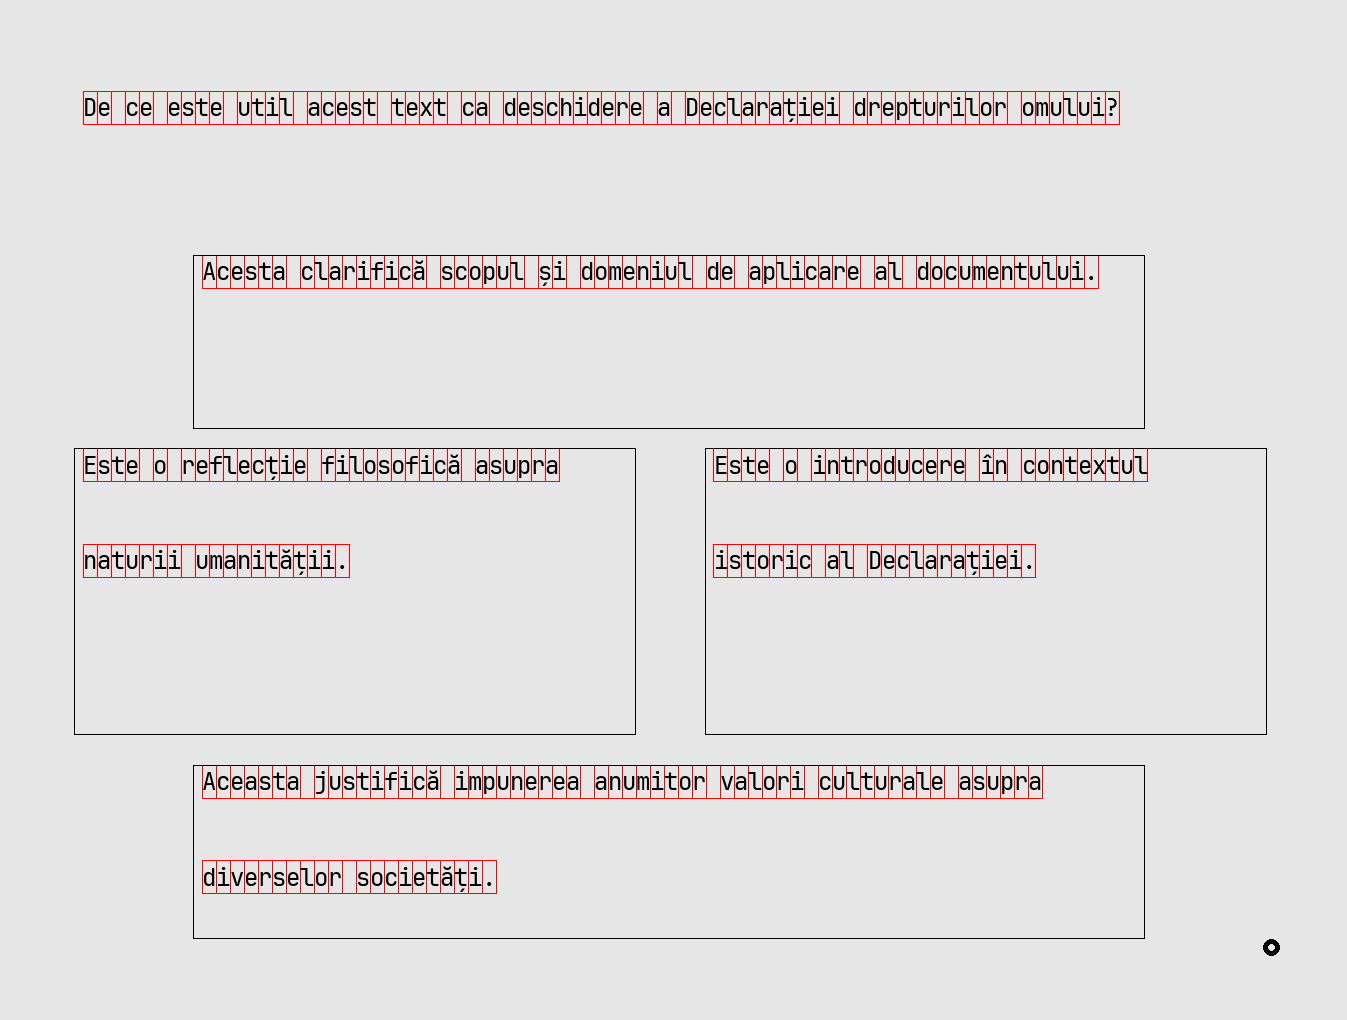 De ce este util acest text ca deschidere a Declarației drepturilor omului?
Acesta clarifică scopul și domeniul de aplicare al documentului.
Este o reflecție filosofică asupra
naturii umanității.
Este o introducere în contextul
istoric al Declarației.
Aceasta justifică impunerea anumitor valori culturale asupra
diverselor societăți.